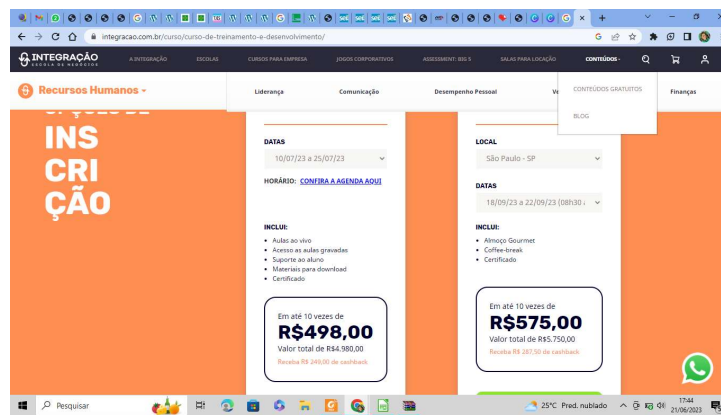 integracao.com.br/curso/curso-de-treinamento-e-desenvolvimento/
INTEGRAÇÃO
ESCOLA DE NEGÓCIOS
A INTEGRAÇÃO
ESCOLAS
CURSOS PARA EMPRESA
JOGOS CORPORATIVOS
ASSESSMENT: BIG 5
SALAS PARA LOCAÇÃO
CONTEÚDOS
Recursos Humanos
Liderança
Comunicação
Desempenho Pessoal
Finanças
CONTEÚDOS GRATUITOS
BLOG
INS
CRI
ÇÃO
DATAS
10/07/23 a 25/07/23
HORÁRIO: CONFIRA A AGENDA AQUI
INCLUI:
Aulas ao vivo
Acesso as aulas gravadas
Suporte ao aluno
Materiais para download
Certificado
Em até 10 vezes de
R$498,00
Valor total de R$4.980,00
Receba R$ 249,00 de cashback
LOCAL
São Paulo - SP
DATAS
18/09/23 a 22/09/23 (08h30
INCLUI:
Almoço Gourmet
Coffee-break
Certificado
Em até 10 vezes de
R$575,00
Valor total de R$5.750,00
Receba R$ 287,50 de cashback
Pesquisar
25°C Pred. nublado
17:44
21/06/2023